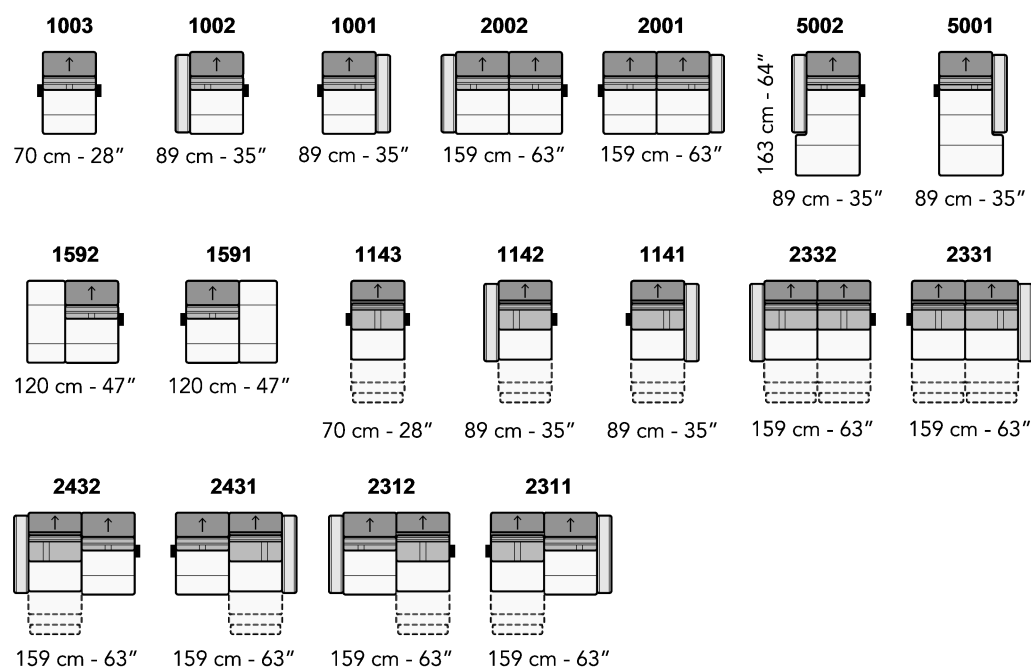 1003 1002 1001 2002 2001 5002 5001
163 cm - 64″
70 cm - 28″ 89 cm - 35″ 89 cm - 35″ 159 cm - 63″ 159 cm - 63″
89 cm - 35″ 89 cm - 35″
1592 1591 1143 1142 1141 2332 2331
120 cm - 47″ 120 cm - 47″
70 cm - 28″ 89 cm - 35″ 89 cm - 35″ 159 cm - 63″ 159 cm - 63″
2432 2431 2312 2311
159 cm - 63″ 159 cm - 63″ 159 cm - 63″ 159 cm - 63″